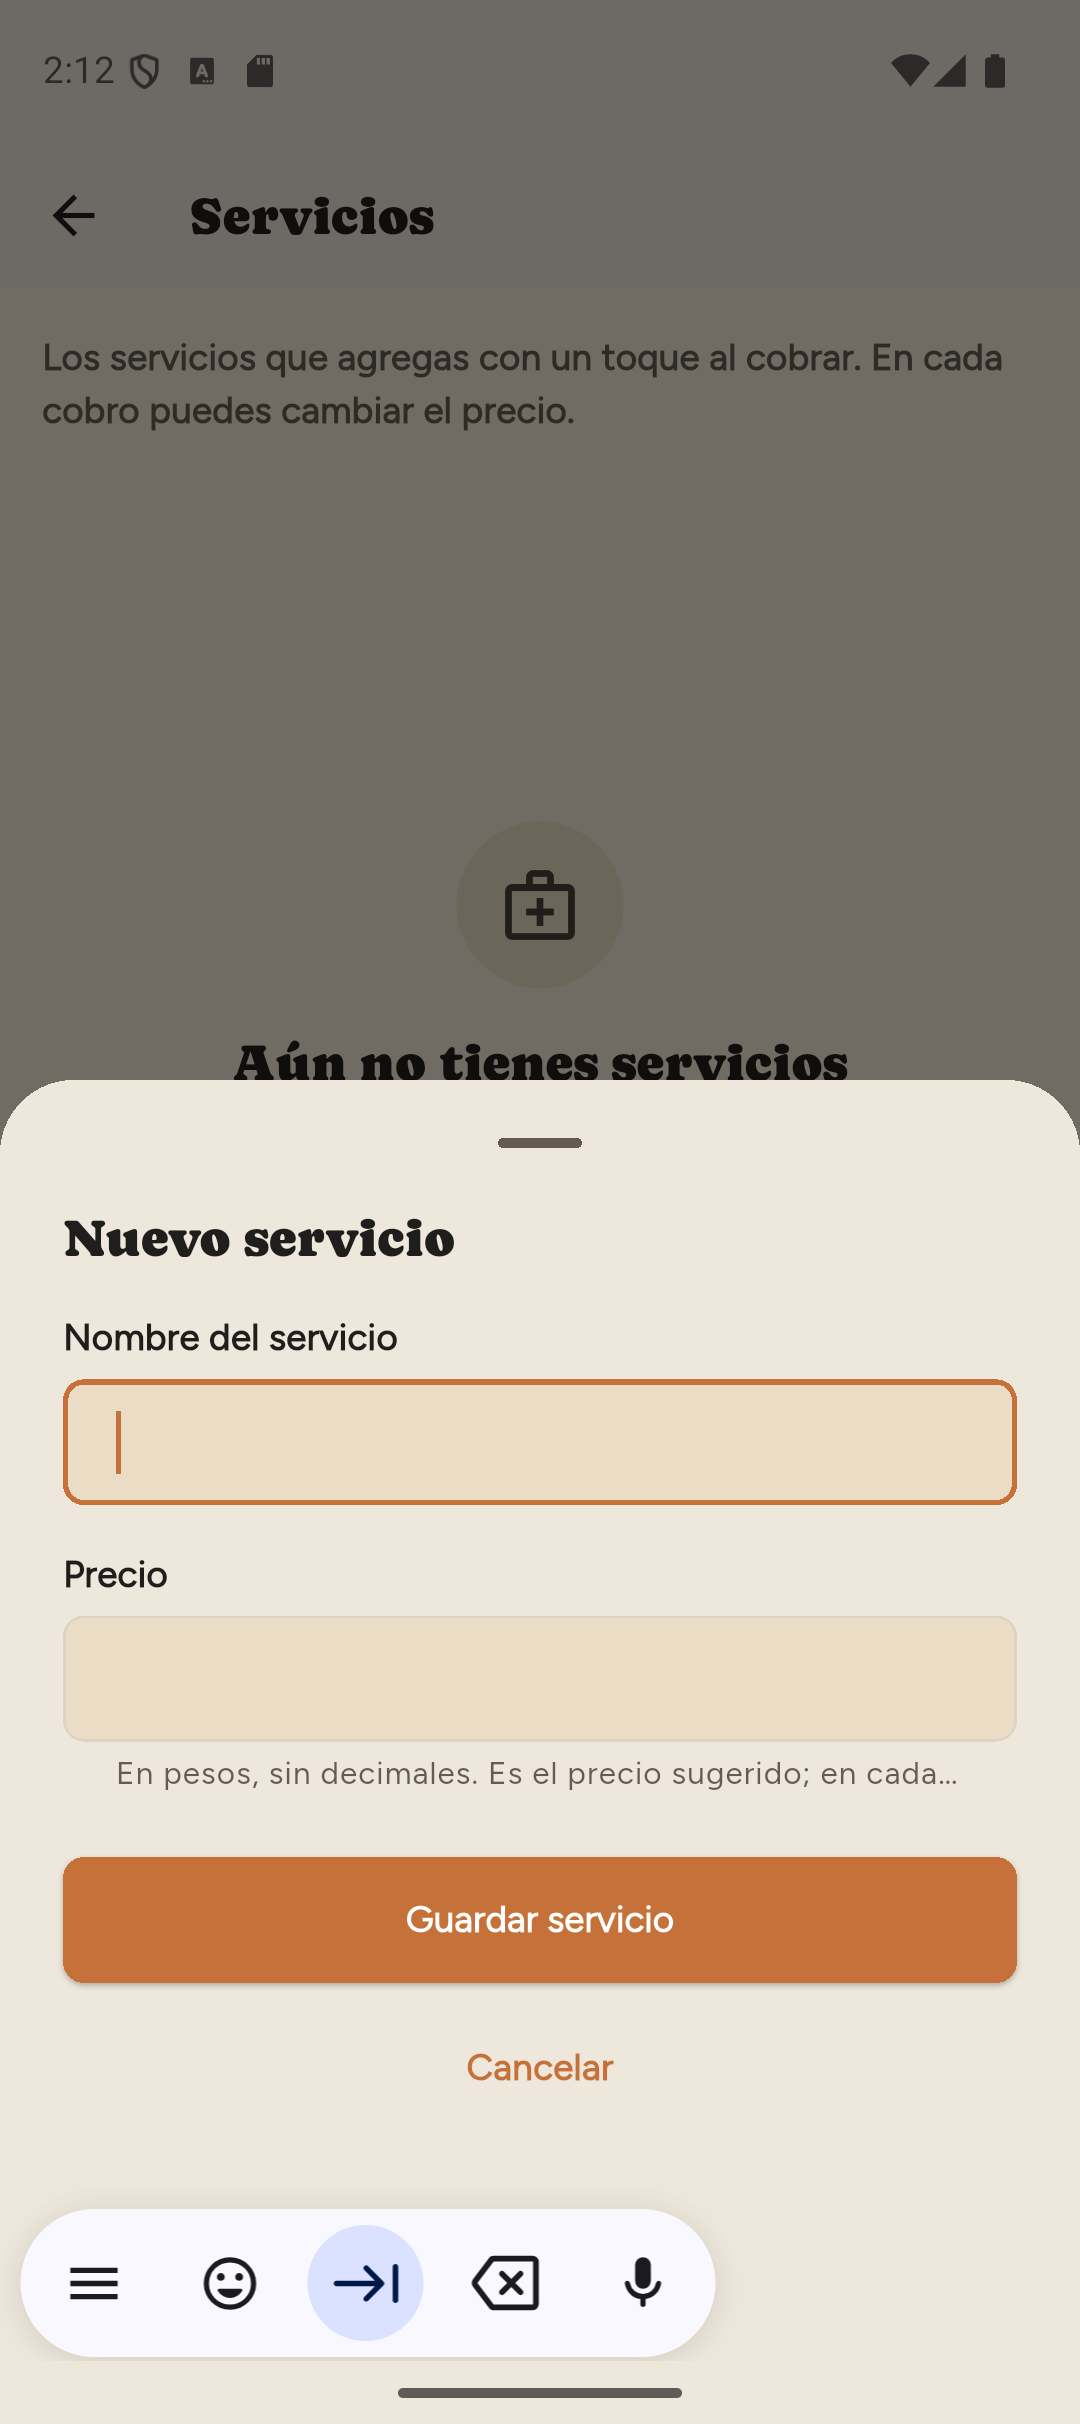 2:12
Servicios
Los servicios que agregas con un toque al cobrar. En cada
cobro puedes cambiar el precio.
Aún no tienes servicios
Nuevo servicio
Nombre del servicio
Precio
En pesos, sin decimales. Es el precio sugerido; en cada...
Guardar servicio
Cancelar